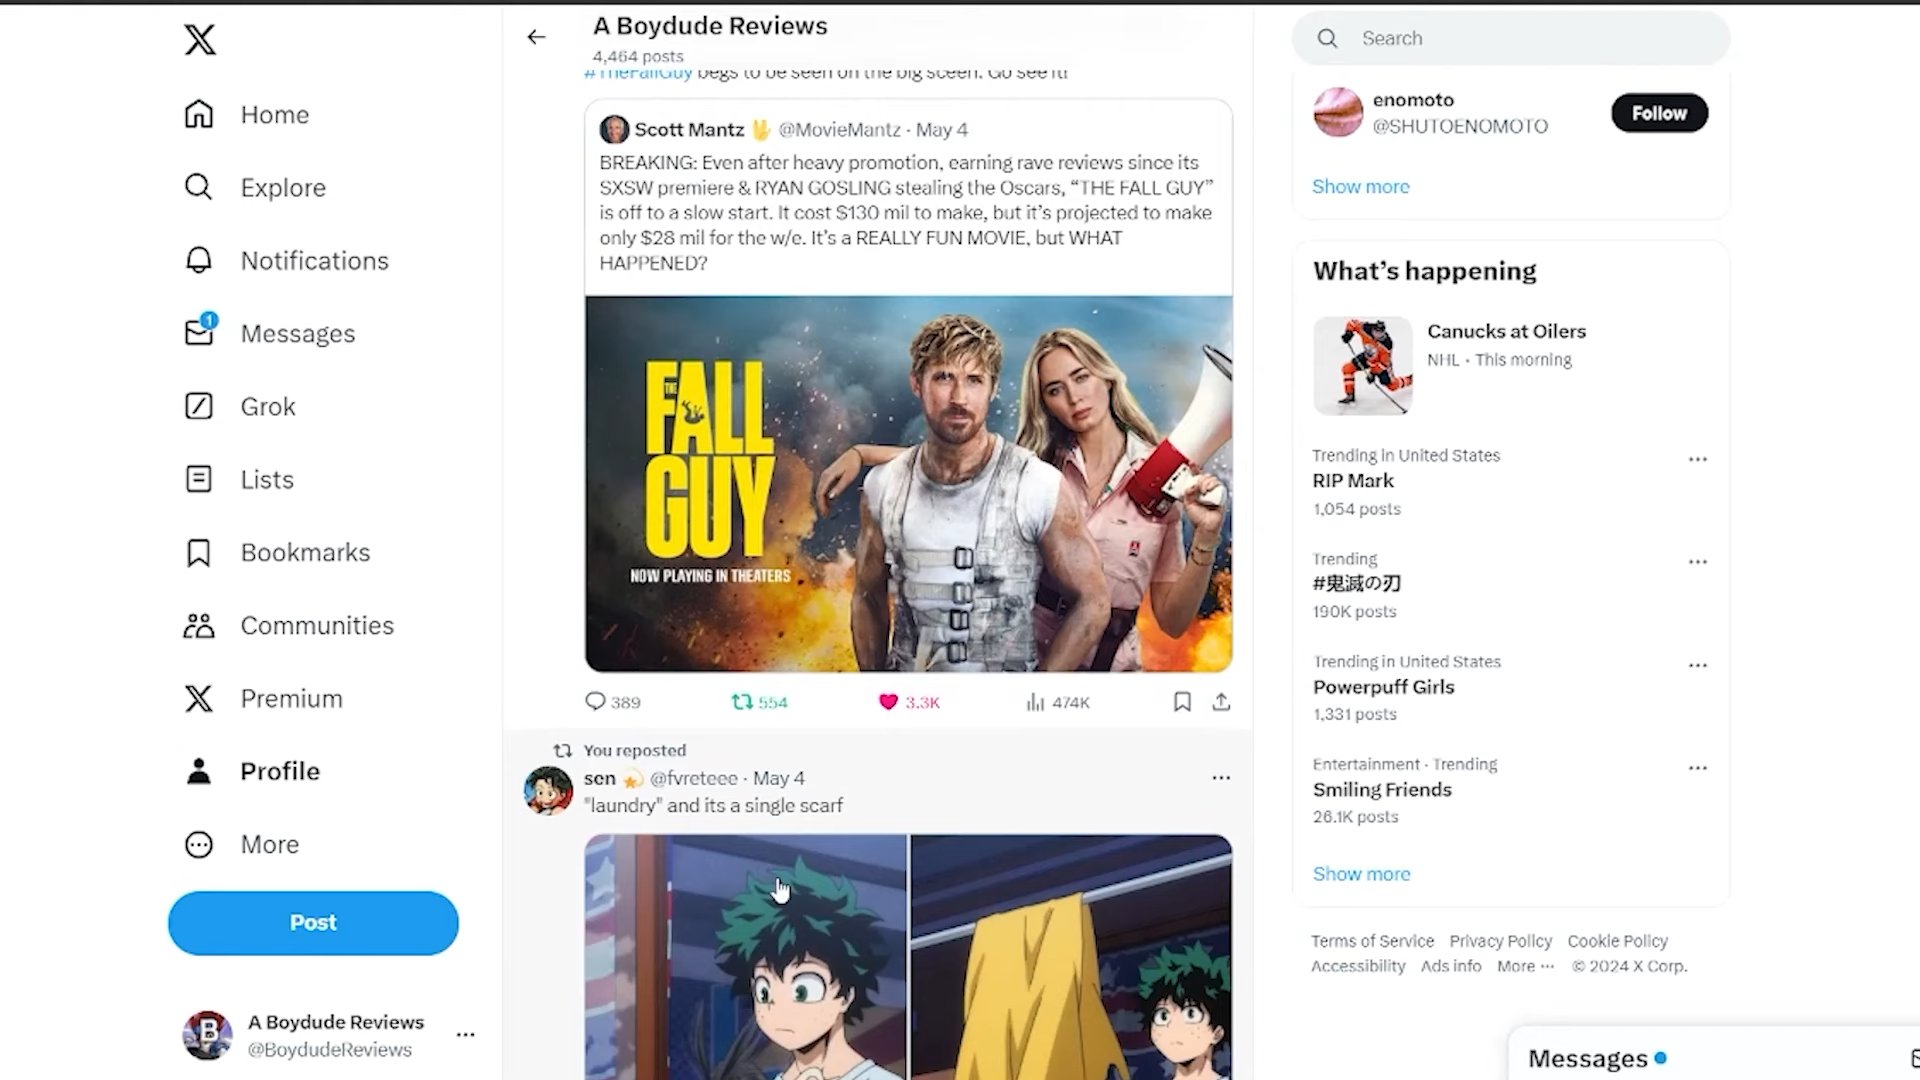 A Boydude Reviews
4,464 posts
#TheFallGuy begs to be seen on the big sceen. Go see it!
Scott Mantz 🖖 @MovieMantz · May 4
BREAKING: Even after heavy promotion, earning rave reviews since its
SXSW premiere & RYAN GOSLING stealing the Oscars, “THE FALL GUY”
is off to a slow start. It cost $130 mil to make, but it’s projected to make
only $28 mil for the w/e. It’s a REALLY FUN MOVIE, but WHAT
HAPPENED?
THE
FALL
GUY
NOW PLAYING IN THEATERS
389
554
3.3K
474K
You reposted
sen 💫 @fvreteee · May 4
"laundry" and its a single scarf
Home
Explore
Notifications
1
Messages
Grok
Lists
Bookmarks
Communities
Premium
Profile
More
Post
B
A Boydude Reviews
@BoydudeReviews
Search
enomoto
@SHUTOENOMOTO
Follow
Show more
What’s happening
Canucks at Oilers
NHL · This morning
Trending in United States
RIP Mark
1,054 posts
Trending
#鬼滅の刃
190K posts
Trending in United States
Powerpuff Girls
1,331 posts
Entertainment · Trending
Smiling Friends
26.1K posts
Show more
Terms of Service Privacy Policy Cookie Policy
Accessibility Ads info More ··· © 2024 X Corp.
Messages